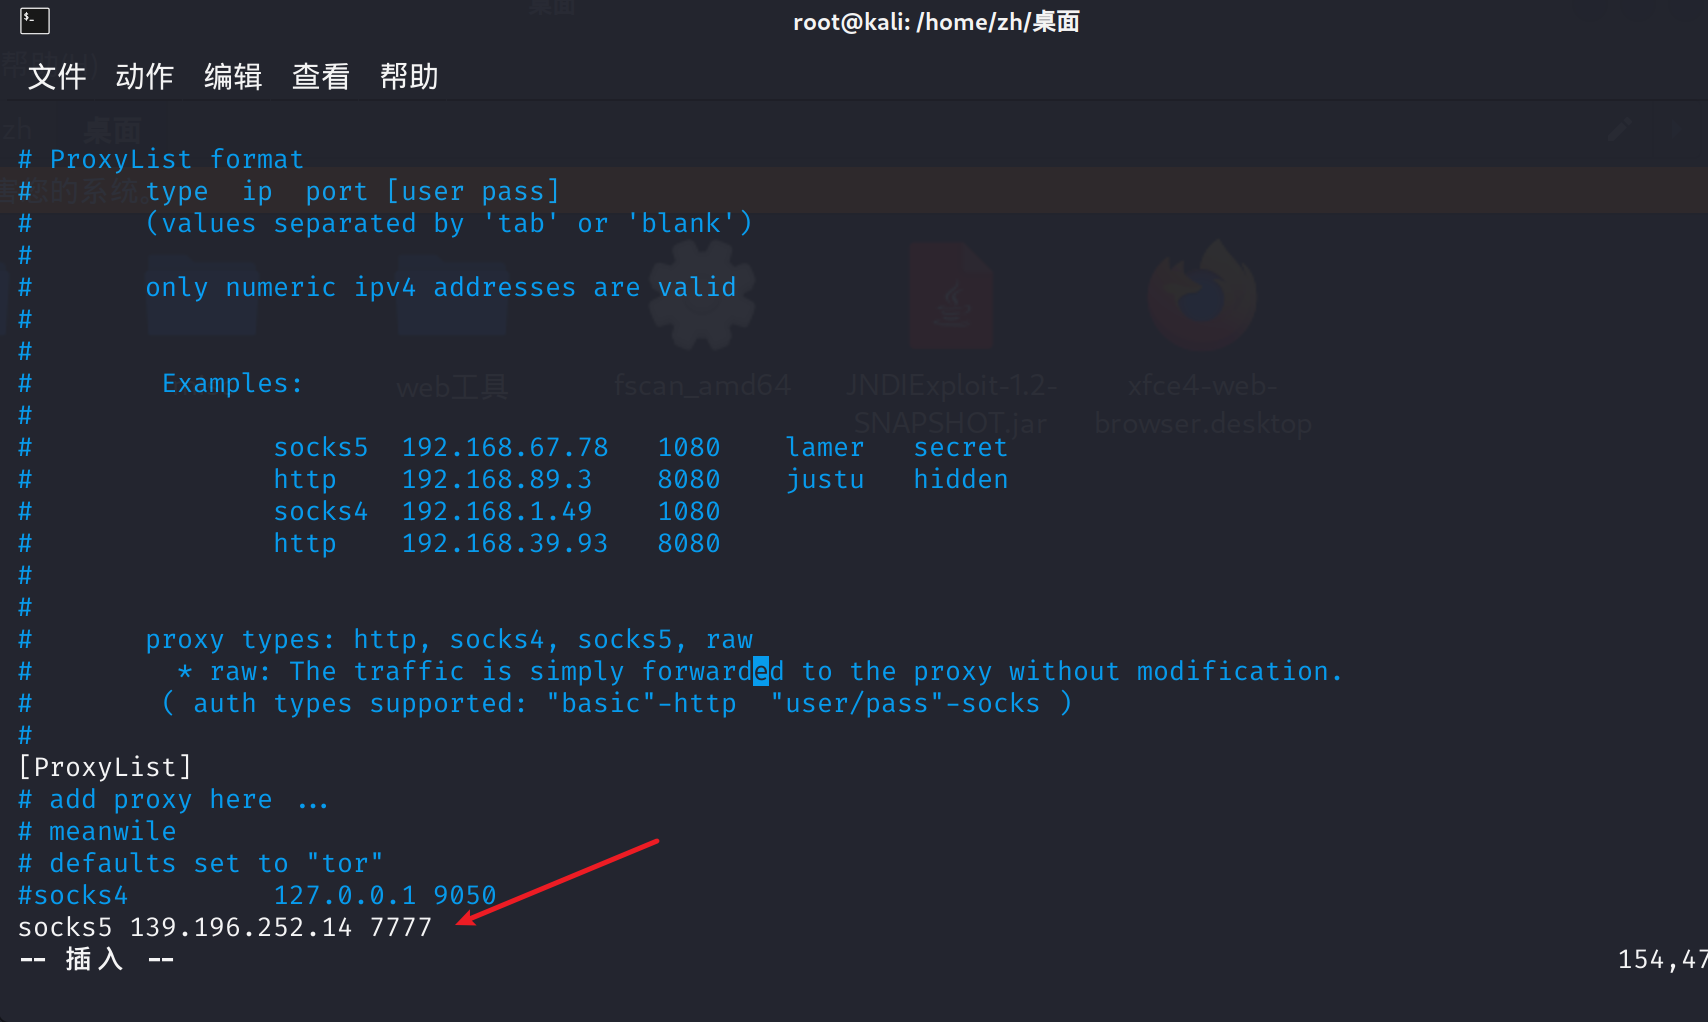 桌面
root@kali: /home/zh/桌面
文件 动作 编辑 查看 帮助
zh 桌面
# ProxyList format
#       type  ip  port [user pass]
#       (values separated by 'tab' or 'blank')
#
#       only numeric ipv4 addresses are valid
#
#
#        Examples:
web工具 fscan_amd64 JNDIExploit-1.2-SNAPSHOT.jar xfce4-web-browser.desktop
#
#               socks5  192.168.67.78   1080    lamer   secret
#               http    192.168.89.3    8080    justu   hidden
#               socks4  192.168.1.49    1080
#               http    192.168.39.93   8080
#
#
#       proxy types: http, socks4, socks5, raw
#         * raw: The traffic is simply forwarded to the proxy without modification.
#        ( auth types supported: "basic"-http  "user/pass"-socks )
#
[ProxyList]
# add proxy here ...
# meanwile
# defaults set to "tor"
#socks4         127.0.0.1 9050
socks5 139.196.252.14 7777
-- 插入 --
154,47